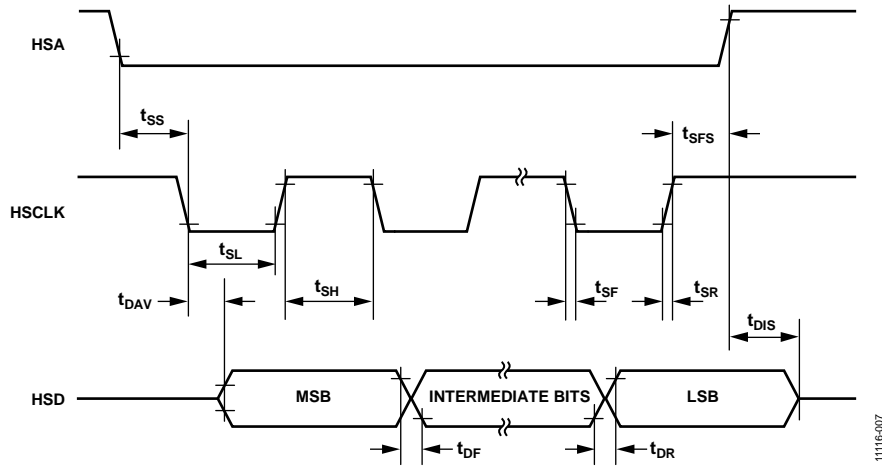 HSA
tSS
tSFS
HSCLK
tSL
tSH
tSF
tSR
tDAV
tDIS
HSD
MSB
INTERMEDIATE BITS
LSB
tDF
tDR
11116-007